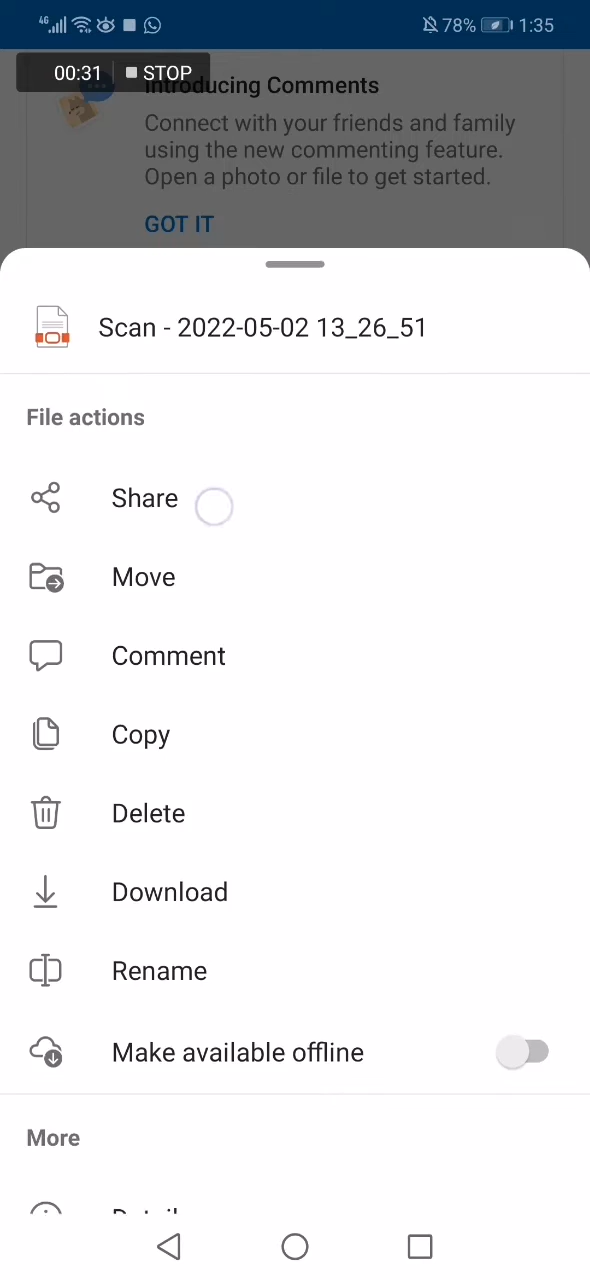 4G 78% 1:35
00:31 STOP
Introducing Comments
Connect with your friends and family
using the new commenting feature.
Open a photo or file to get started.
GOT IT
Scan - 2022-05-02 13_26_51
File actions
Share
Move
Comment
Copy
Delete
Download
Rename
Make available offline
More